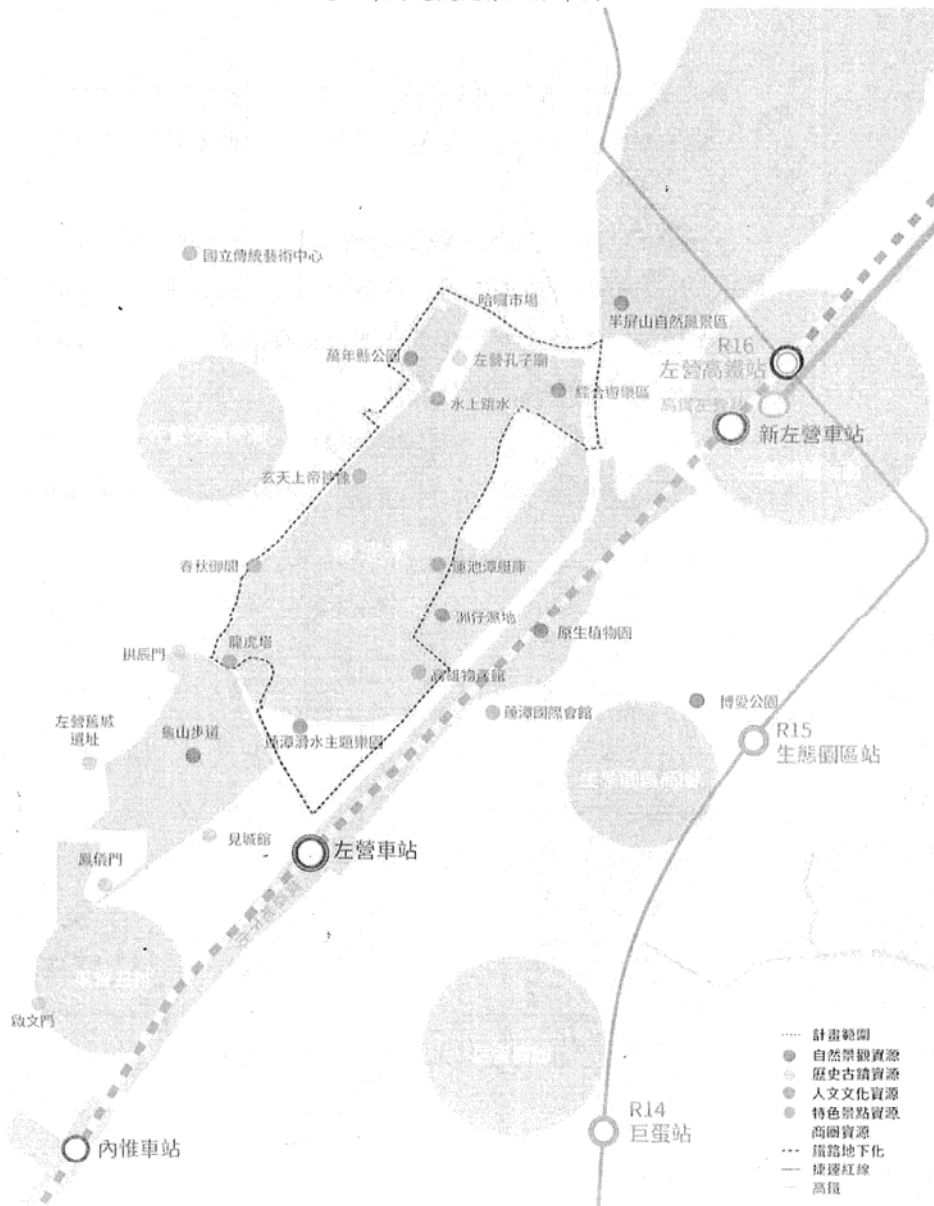 國立傳統藝術中心
哈囉市場
半屏山自然風景區
萬年縣公園
左營孔子廟
R16
左營高鐵站
綜合遊樂區
水上跳水
新左營車站
玄天上帝神像
春秋御閣
蓮池潭艇庫
洲仔濕地
原生植物園
拱辰門
龍虎塔
高雄物產館
博愛公園
蓮潭國際會館
左營舊城
遺址
龜山步道
蓮潭滑水主題樂園
R15
生態園區站
見城館
左營車站
鳳儀門
啟文門
R14
巨蛋站
內惟車站
計畫範圍
自然景觀資源
歷史古蹟資源
人文文化資源
特色景點資源
商圈資源
鐵路地下化
捷運紅線
高鐵